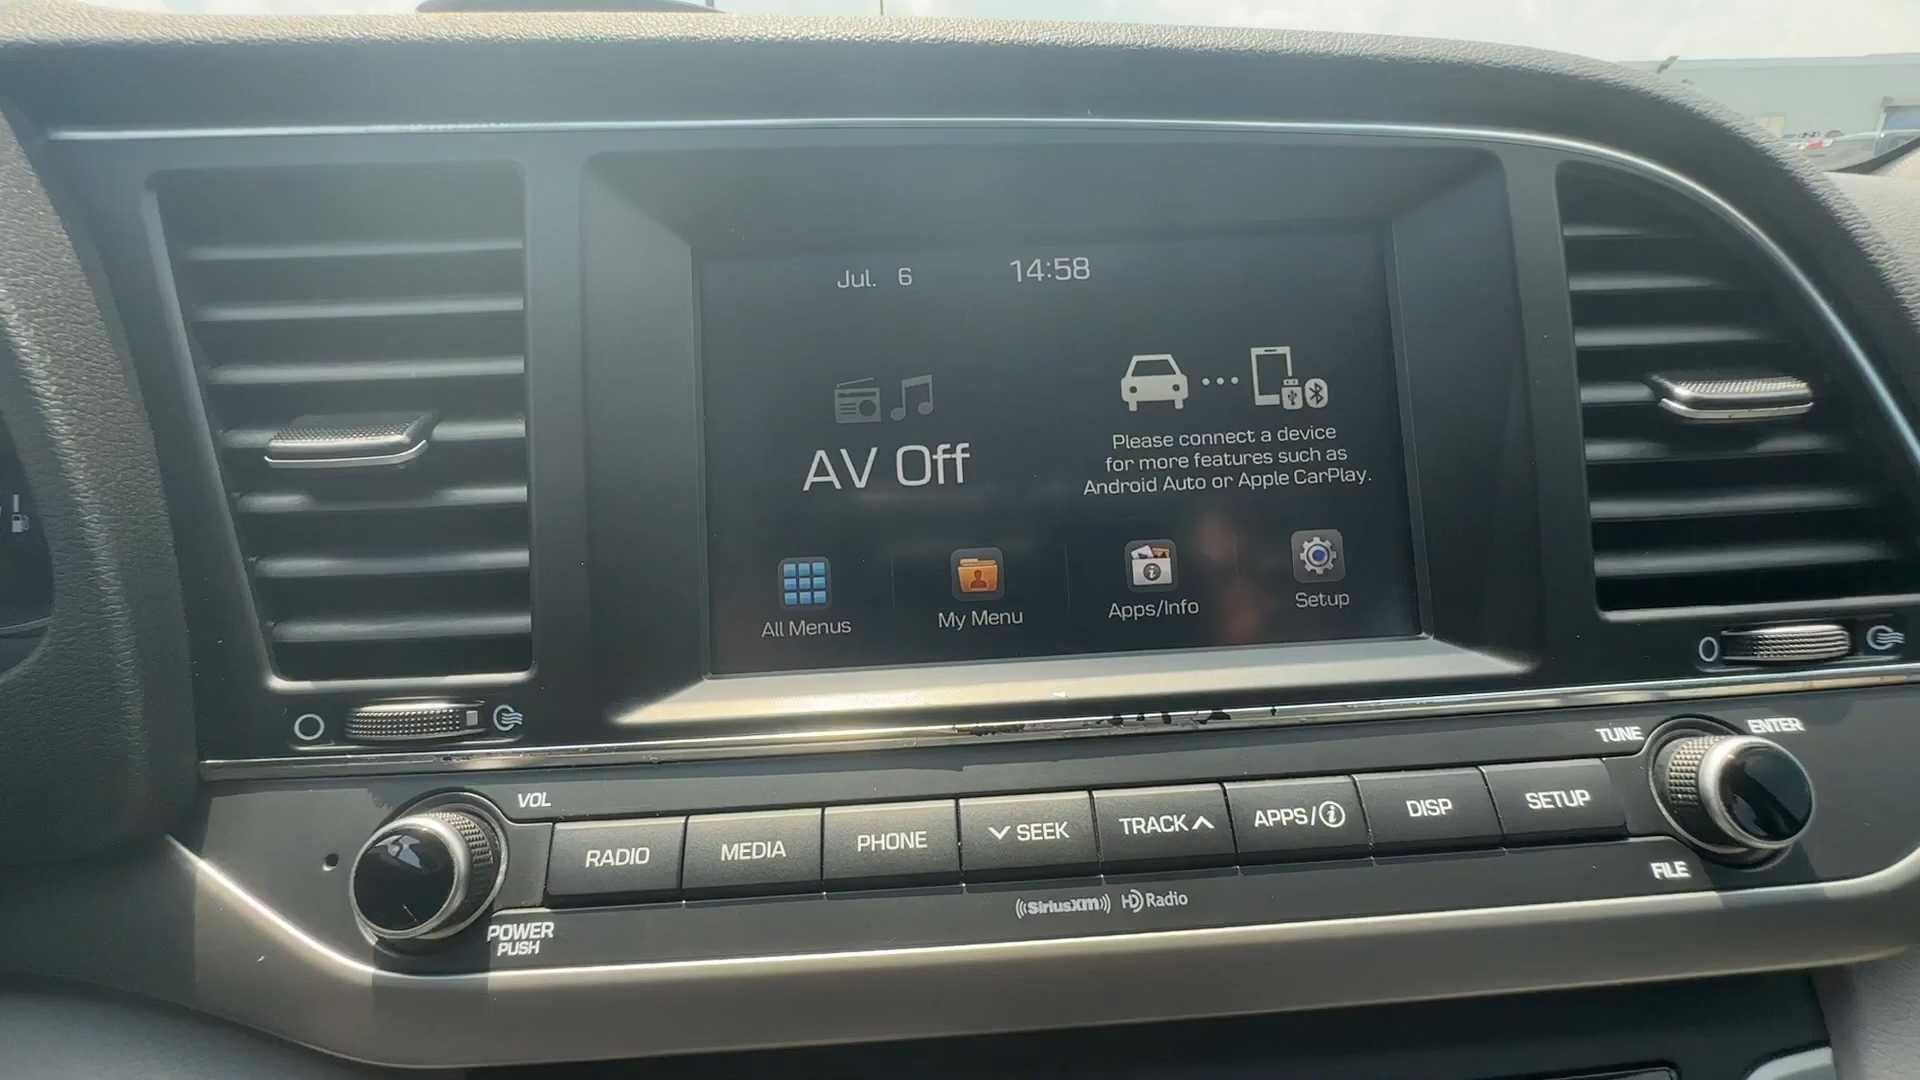 Jul. 6 14:58
AV Off
Please connect a device
for more features such as
Android Auto or Apple CarPlay.
All Menus
My Menu
Apps/Info
Setup
VOL
POWER
PUSH
RADIO
MEDIA
PHONE
SEEK
TRACK
APPS/i
DISP
SETUP
TUNE
ENTER
FILE
((SiriusXM)) HD Radio